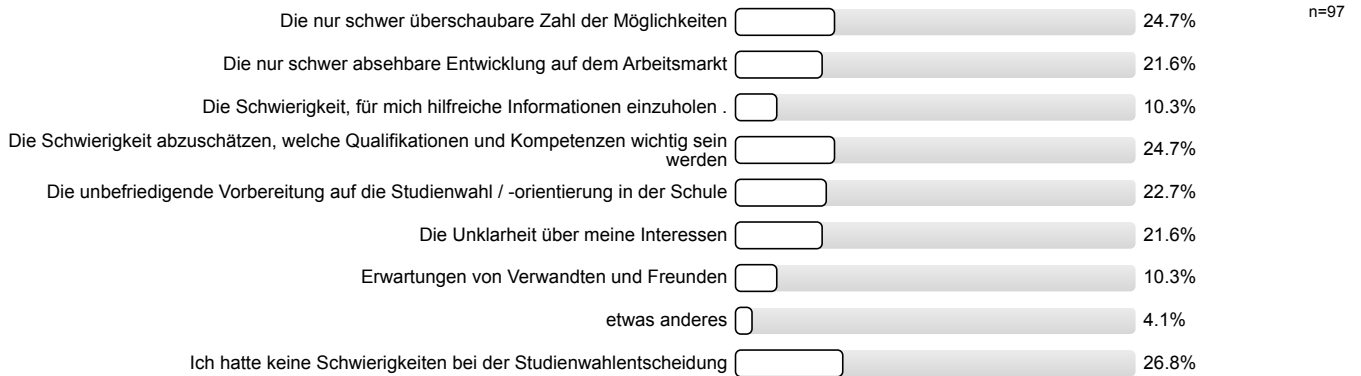 Die nur schwer überschaubare Zahl der Möglichkeiten 24.7% n=97
Die nur schwer absehbare Entwicklung auf dem Arbeitsmarkt 21.6%
Die Schwierigkeit, für mich hilfreiche Informationen einzuholen . 10.3%
Die Schwierigkeit abzuschätzen, welche Qualifikationen und Kompetenzen wichtig sein
werden 24.7%
Die unbefriedigende Vorbereitung auf die Studienwahl / -orientierung in der Schule 22.7%
Die Unklarheit über meine Interessen 21.6%
Erwartungen von Verwandten und Freunden 10.3%
etwas anderes 4.1%
Ich hatte keine Schwierigkeiten bei der Studienwahlentscheidung 26.8%